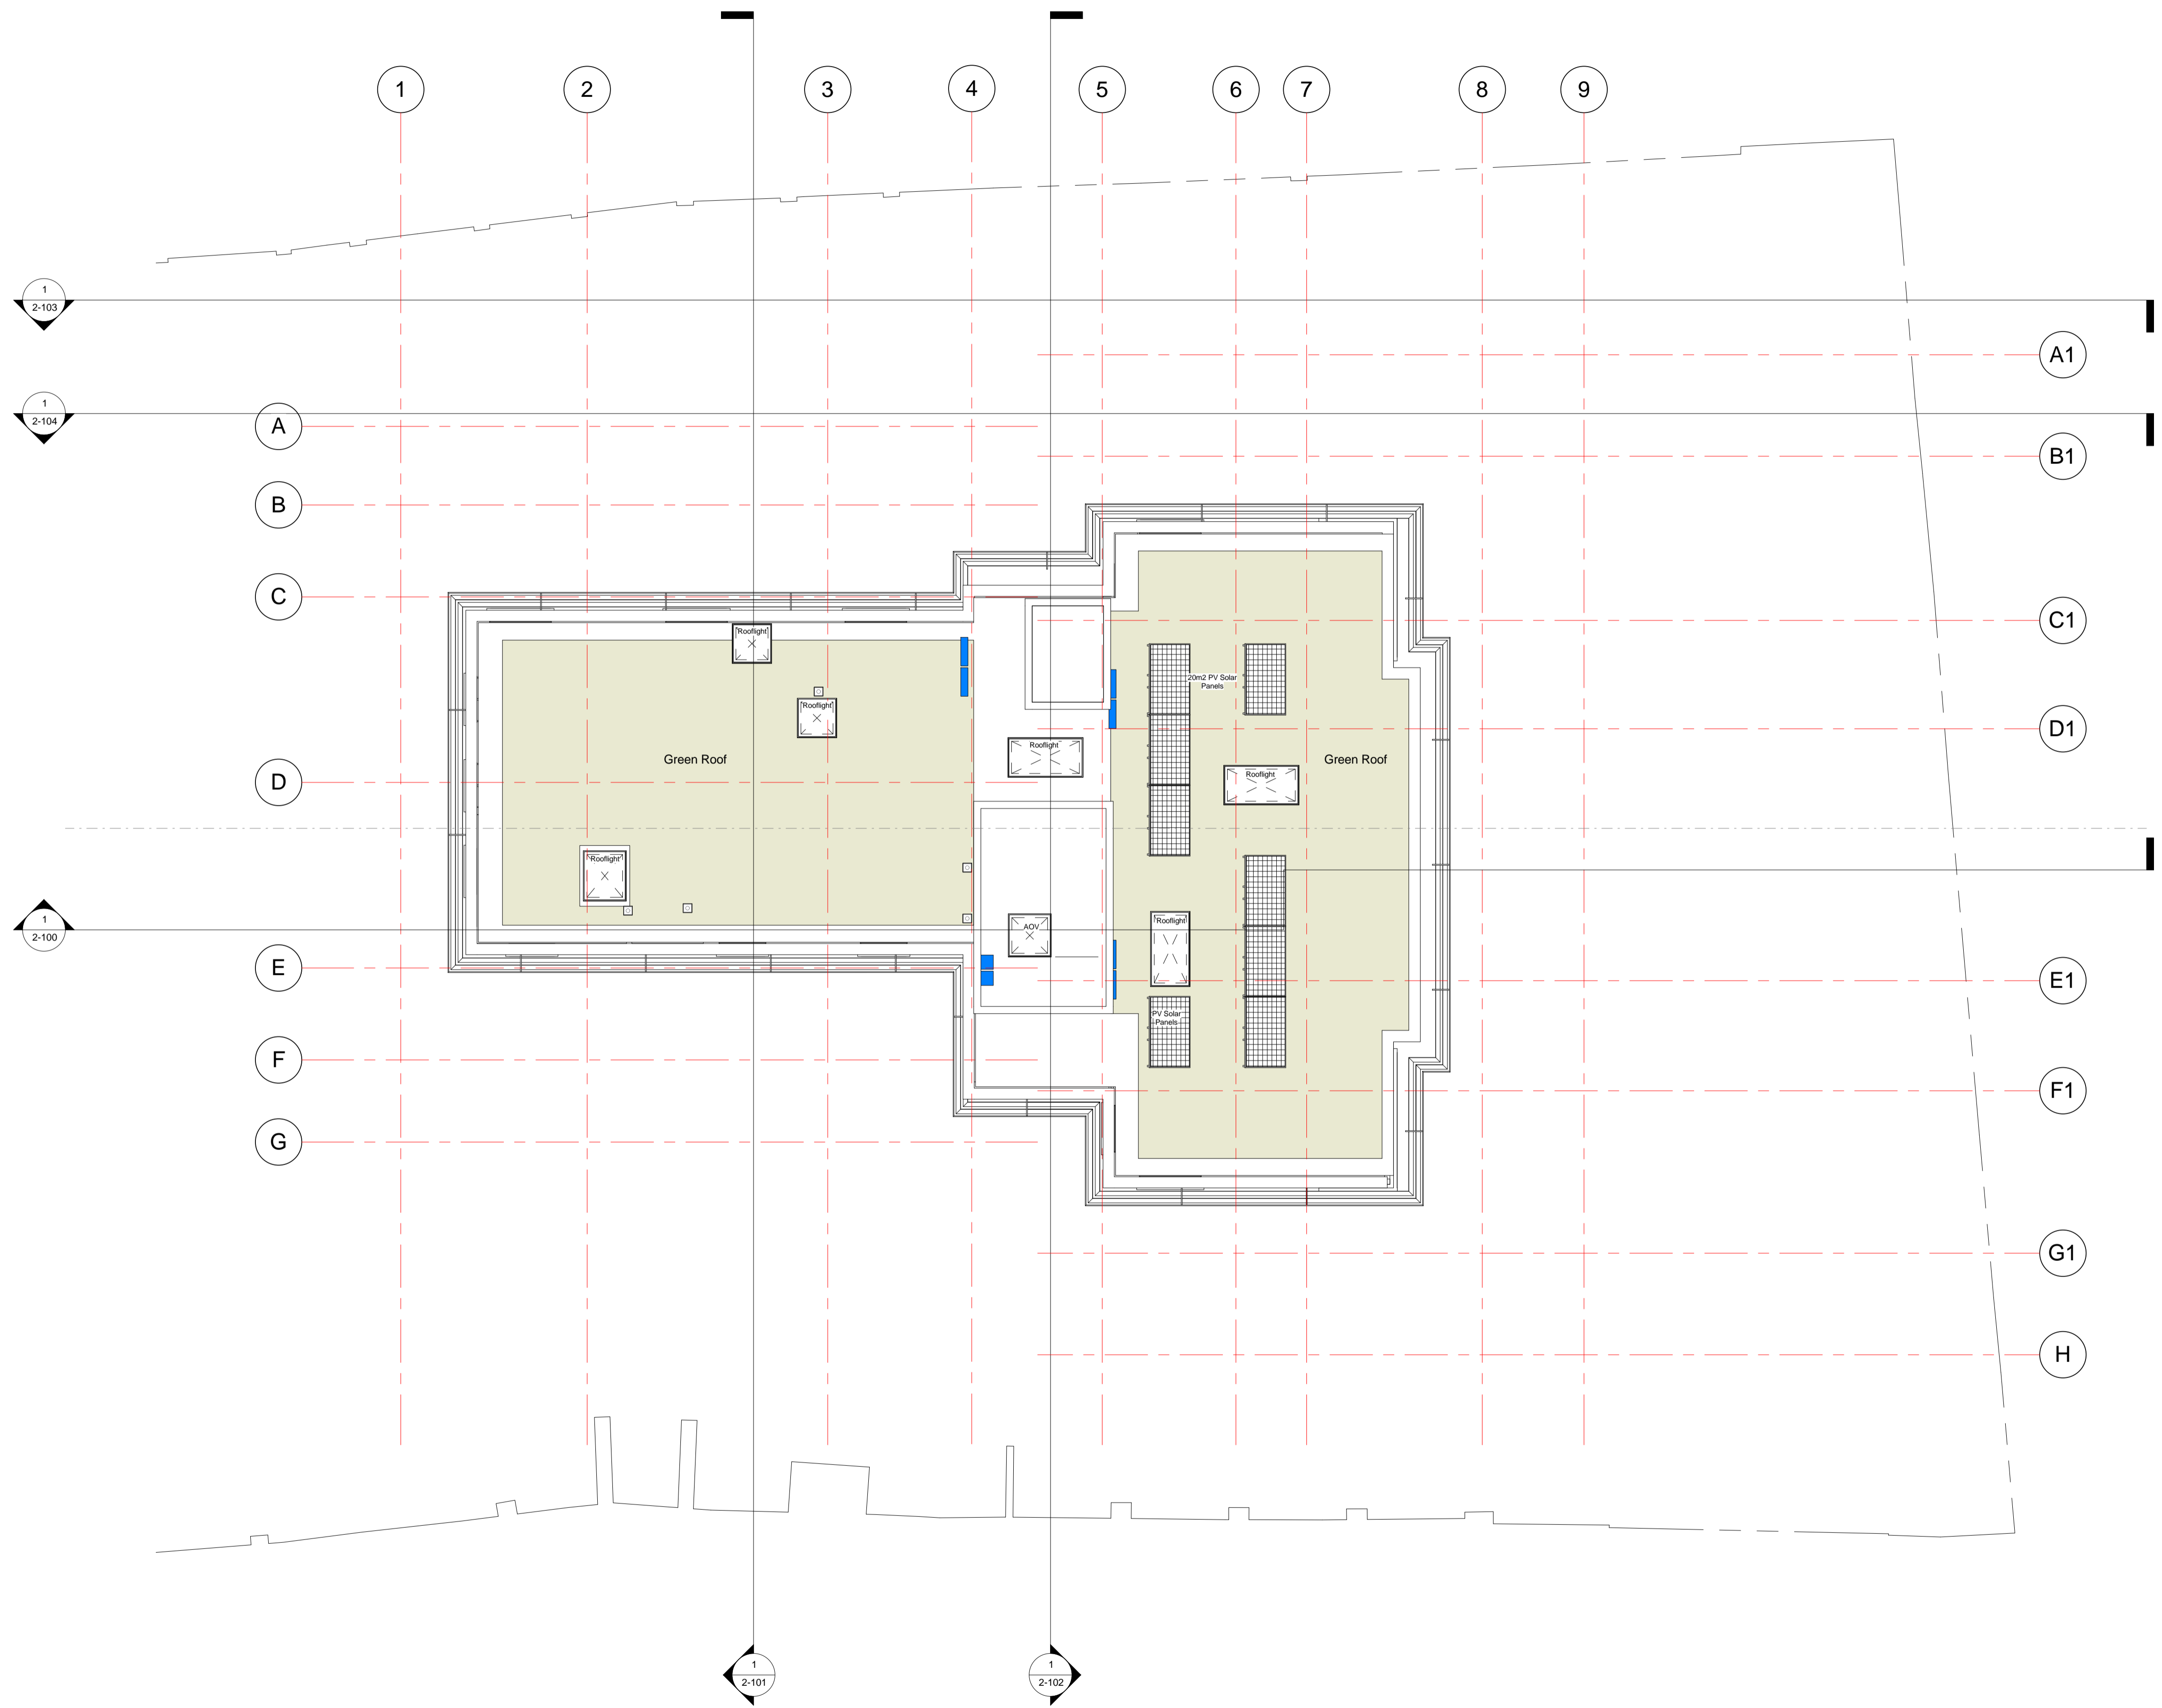 1
2
3
4
5
6
7
8
9
1
2-103
A1
1
2-104
A
B1
B
C
C1
Rooflight
20m2 PV Solar
Panels
Rooflight
D1
Rooflight
Green Roof
Green Roof
Rooflight
D
Rooflight
Rooflight
1
2-100
AOV
E
E1
PV Solar
Panels
F
F1
G
G1
H
1
2-101
1
2-102